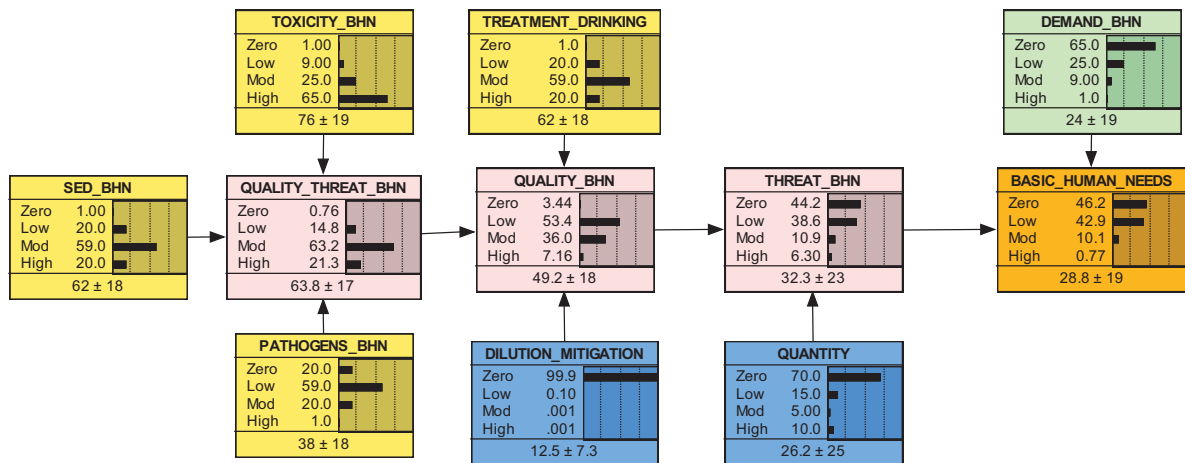 TOXICITY_BHN
Zero 1.00
Low 9.00
Mod 25.0
High 65.0
76 ± 19
TREATMENT_DRINKING
Zero 1.0
Low 20.0
Mod 59.0
High 20.0
62 ± 18
DEMAND_BHN
Zero 65.0
Low 25.0
Mod 9.00
High 1.0
24 ± 19
SED_BHN
Zero 1.00
Low 20.0
Mod 59.0
High 20.0
62 ± 18
QUALITY_THREAT_BHN
Zero 0.76
Low 14.8
Mod 63.2
High 21.3
63.8 ± 17
QUALITY_BHN
Zero 3.44
Low 53.4
Mod 36.0
High 7.16
49.2 ± 18
THREAT_BHN
Zero 44.2
Low 38.6
Mod 10.9
High 6.30
32.3 ± 23
BASIC_HUMAN_NEEDS
Zero 46.2
Low 42.9
Mod 10.1
High 0.77
28.8 ± 19
PATHOGENS_BHN
Zero 20.0
Low 59.0
Mod 20.0
High 1.0
38 ± 18
DILUTION_MITIGATION
Zero 99.9
Low 0.10
Mod .001
High .001
12.5 ± 7.3
QUANTITY
Zero 70.0
Low 15.0
Mod 5.00
High 10.0
26.2 ± 25